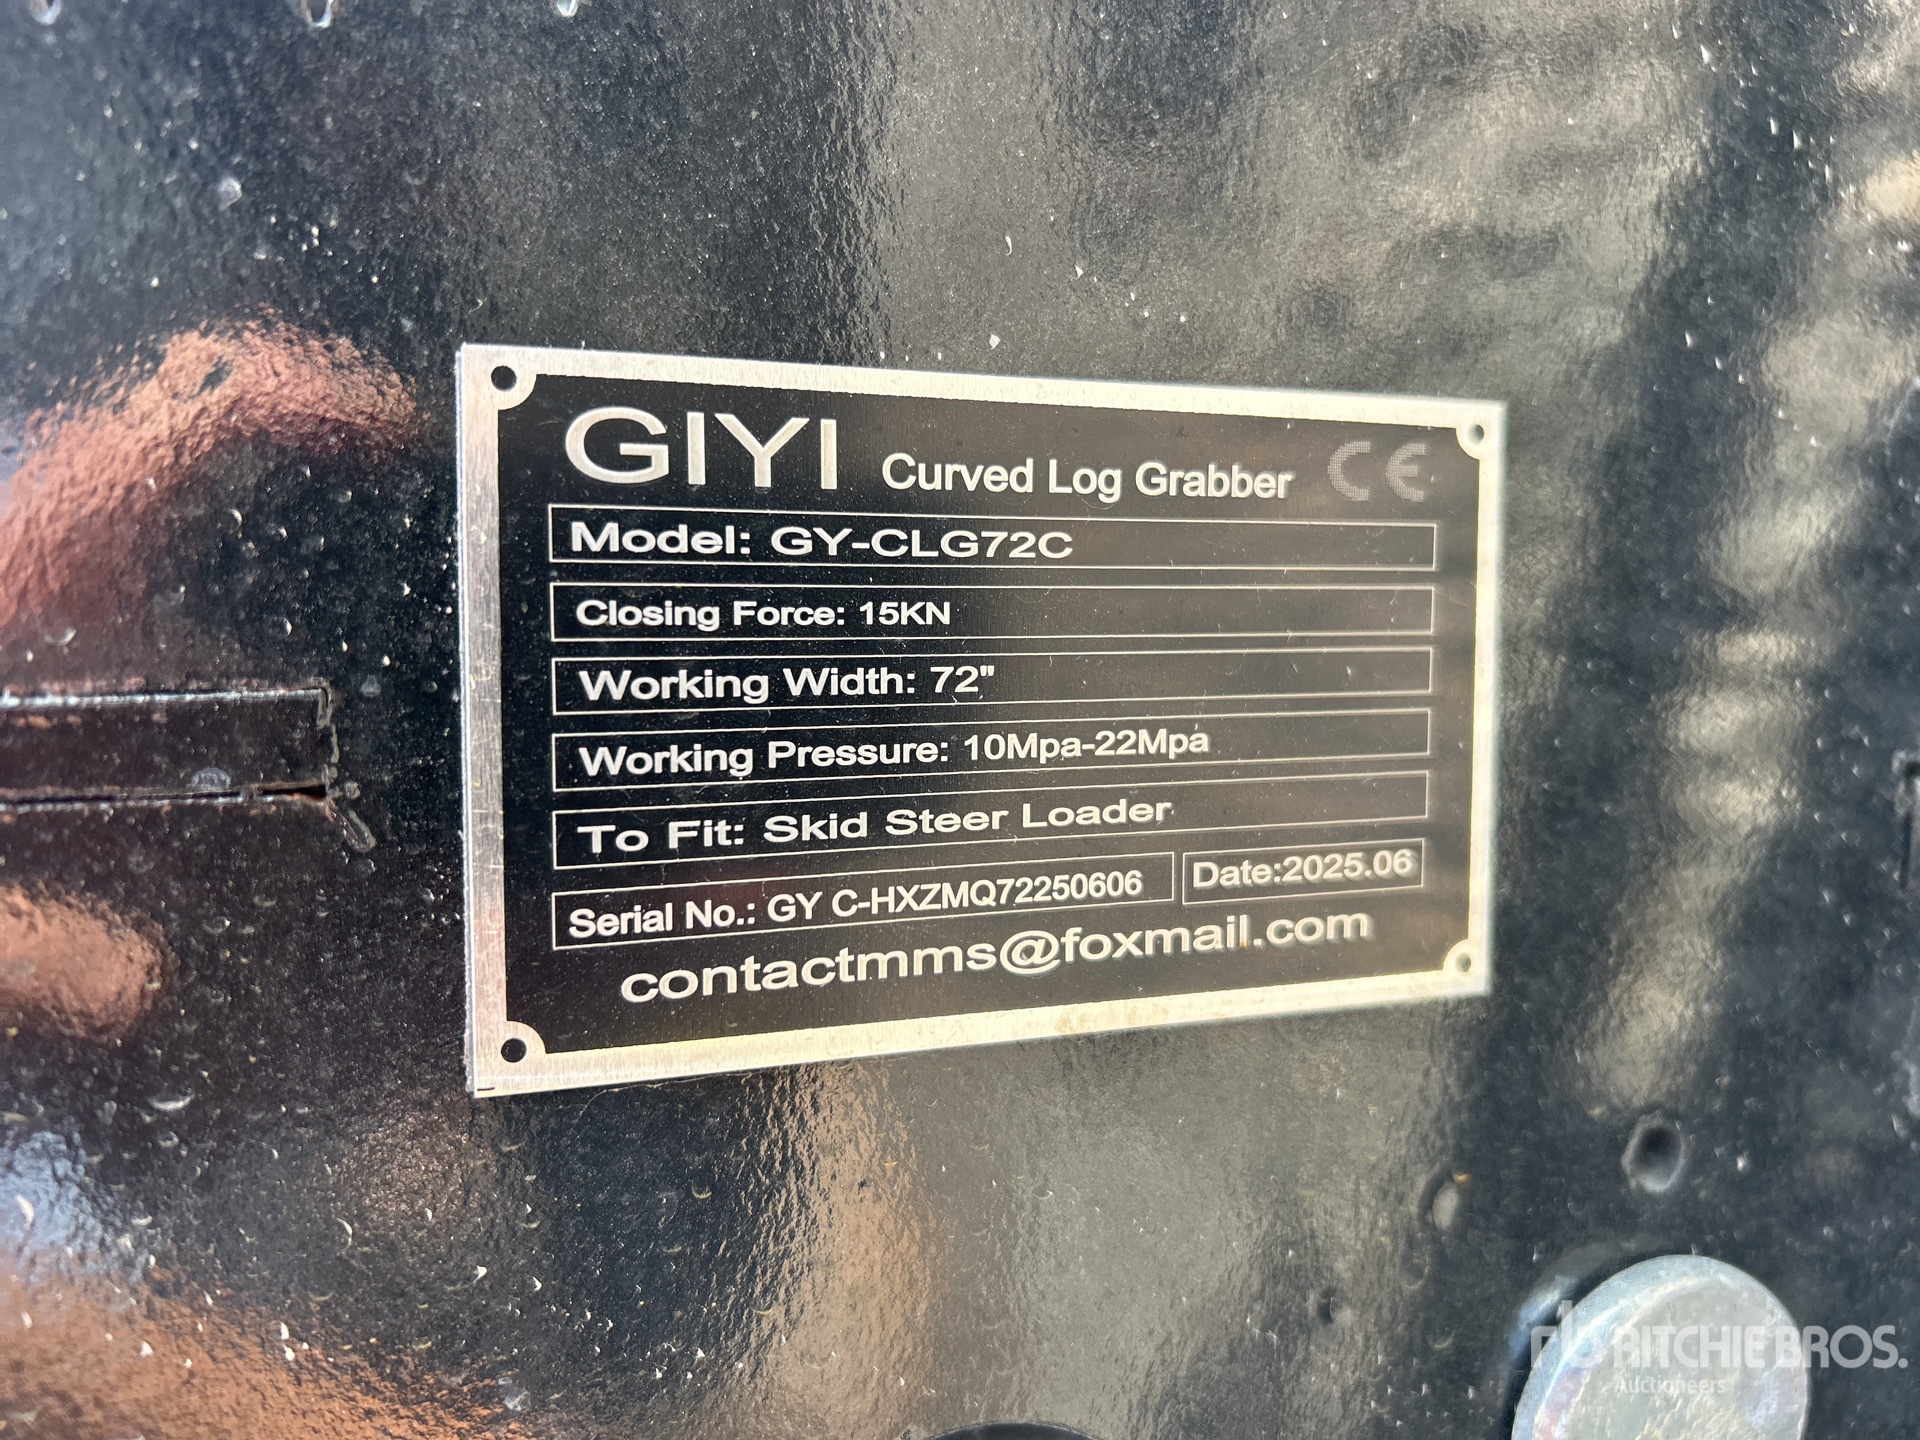 GIYI Curved Log Grabber CE
Model: GY-CLG72C
Closing Force: 15KN
Working Width: 72"
Working Pressure: 10Mpa-22Mpa
To Fit: Skid Steer Loader
Serial No.: GY C-HXZMQ72250606 Date:2025.06
contactmms@foxmail.com
rb RITCHIE BROS.
Auctioneers